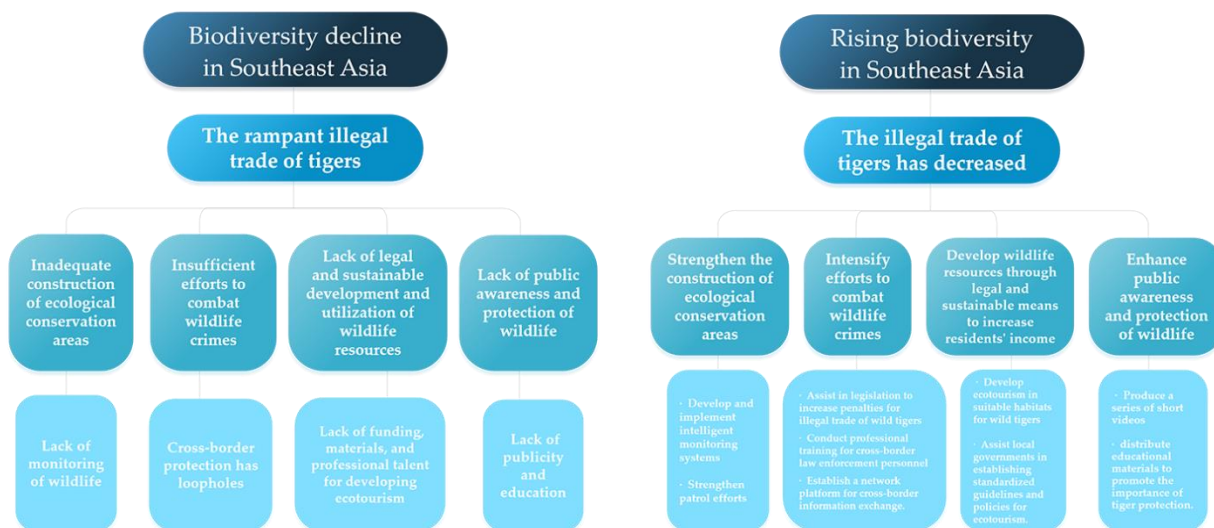 Biodiversity decline
in Southeast Asia
The rampant illegal
trade of tigers
Inadequate
construction
of ecological
conservation
areas
Insufficient
efforts to
combat
wildlife
crimes
Lack of legal
and sustainable
development and
utilization of
wildlife
resources
Lack of public
awareness and
protection of
wildlife
Lack of
monitoring
of wildlife
Cross-border
protection has
loopholes
Lack of funding,
materials, and
professional talent
for developing
ecotourism
Lack of
publicity
and
education
Rising biodiversity
in Southeast Asia
The illegal trade of
tigers has decreased
Strengthen the
construction of
ecological
conservation
areas
Intensify
efforts to
combat
wildlife
crimes
Develop wildlife
resources through
legal and
sustainable means
to increase
residents' income
Enhance
public
awareness
and protection
of wildlife
· Develop and
implement
intelligent
monitoring
systems
· Strengthen
patrol efforts
· Assist in legislation to
increase penalties for
illegal trade of wild tigers
· Conduct professional
training for cross-border
law enforcement personnel
· Establish a network
platform for cross-border
information exchange.
· Develop
ecotourism in
suitable habitats
for wild tigers
· Assist local
governments in
establishing
standardized
guidelines and
policies for
ecotourism.
· Produce a
series of short
videos
· distribute
educational
materials to
promote the
importance of
tiger protection.